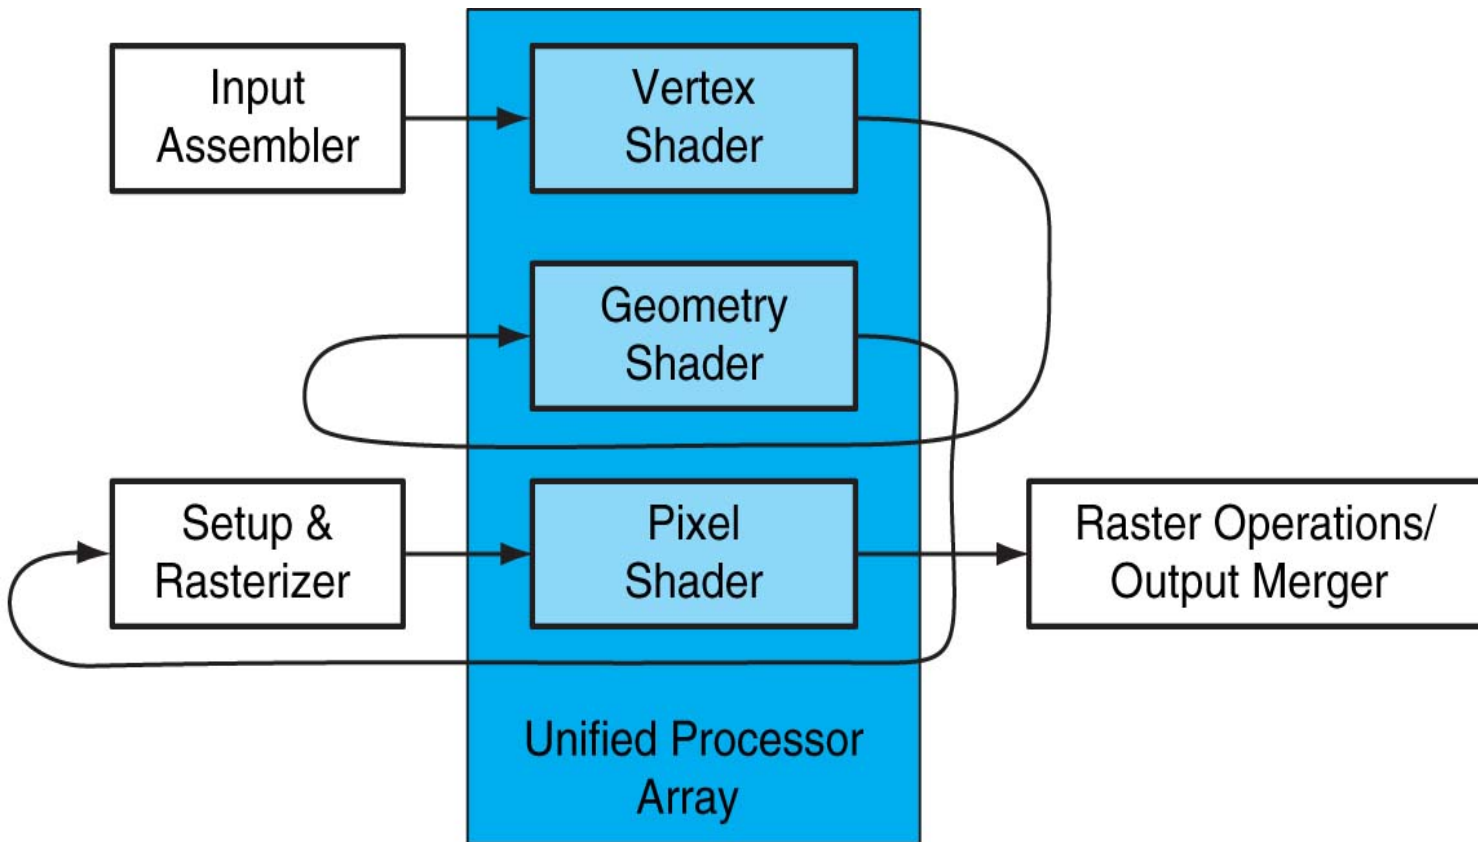 Input
Assembler
Vertex
Shader
Geometry
Shader
Setup &
Rasterizer
Pixel
Shader
Raster Operations/
Output Merger
Unified Processor
Array